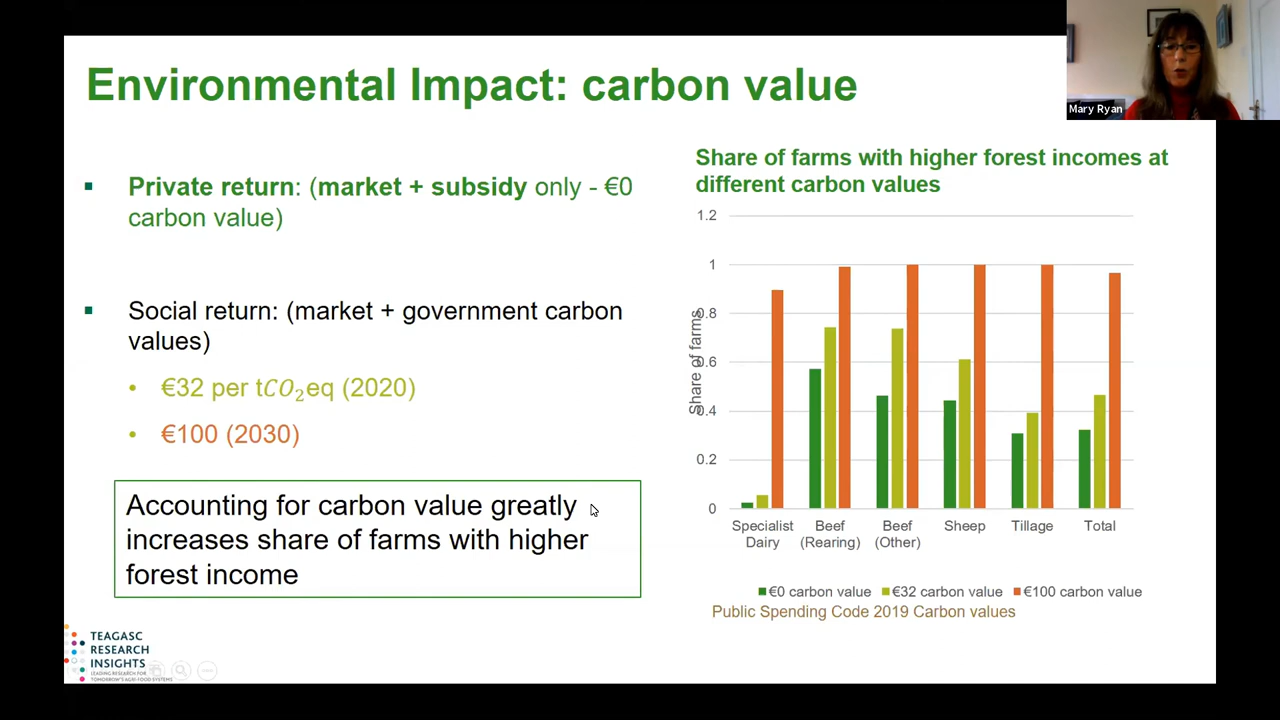 Environmental Impact: carbon value
Mary Ryan
Private return: (market + subsidy only - €0
carbon value)
Social return: (market + government carbon
values)
€32 per tCO₂eq (2020)
€100 (2030)
Accounting for carbon value greatly
increases share of farms with higher
forest income
Share of farms with higher forest incomes at
different carbon values
Share of farms
1.2
1
0.8
0.6
0.4
0.2
0
Specialist Dairy
Beef (Rearing)
Beef (Other)
Sheep
Tillage
Total
€0 carbon value €32 carbon value €100 carbon value
Public Spending Code 2019 Carbon values
TEAGASC
RESEARCH
INSIGHTS
LEADING RESEARCH FOR
TOMORROW'S AGRI-FOOD SYSTEMS